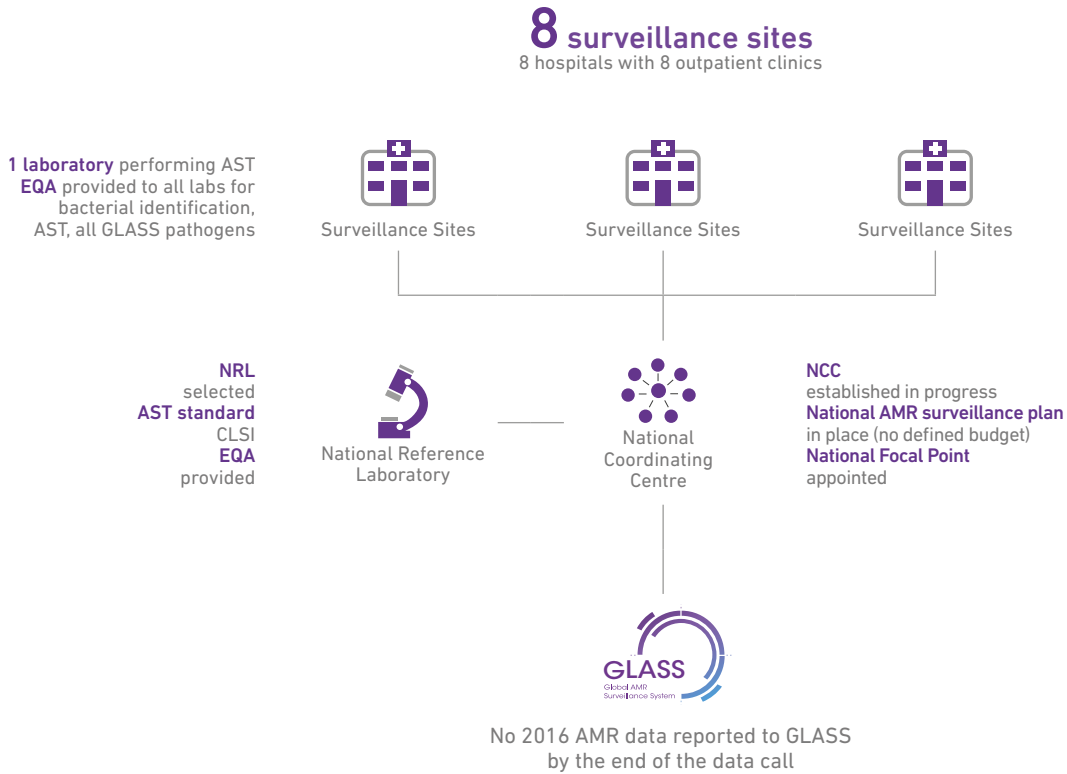 8 surveillance sites
8 hospitals with 8 outpatient clinics
1 laboratory performing AST
EQA provided to all labs for
bacterial identification,
AST, all GLASS pathogens
Surveillance Sites
Surveillance Sites
Surveillance Sites
NRL
selected
AST standard
CLSI
EQA
provided
National Reference
Laboratory
National
Coordinating
Centre
NCC
established in progress
National AMR surveillance plan
in place (no defined budget)
National Focal Point
appointed
GLASS
Global AMR
Surveillance System
No 2016 AMR data reported to GLASS
by the end of the data call